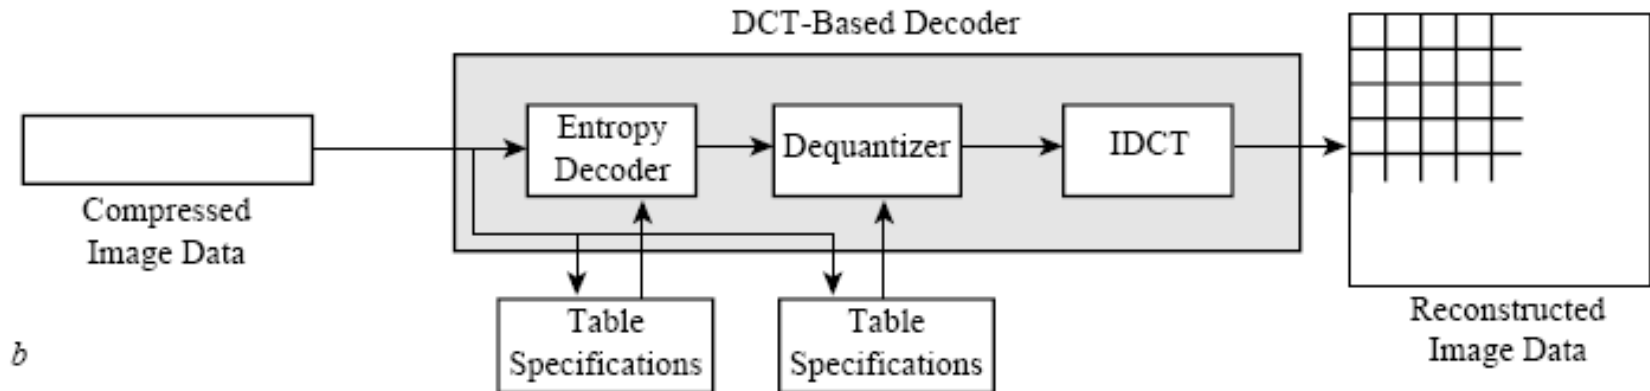 DCT-Based Decoder
Entropy
Decoder
Dequantizer
IDCT
Compressed
Image Data
Table
Specifications
Table
Specifications
Reconstructed
Image Data
b